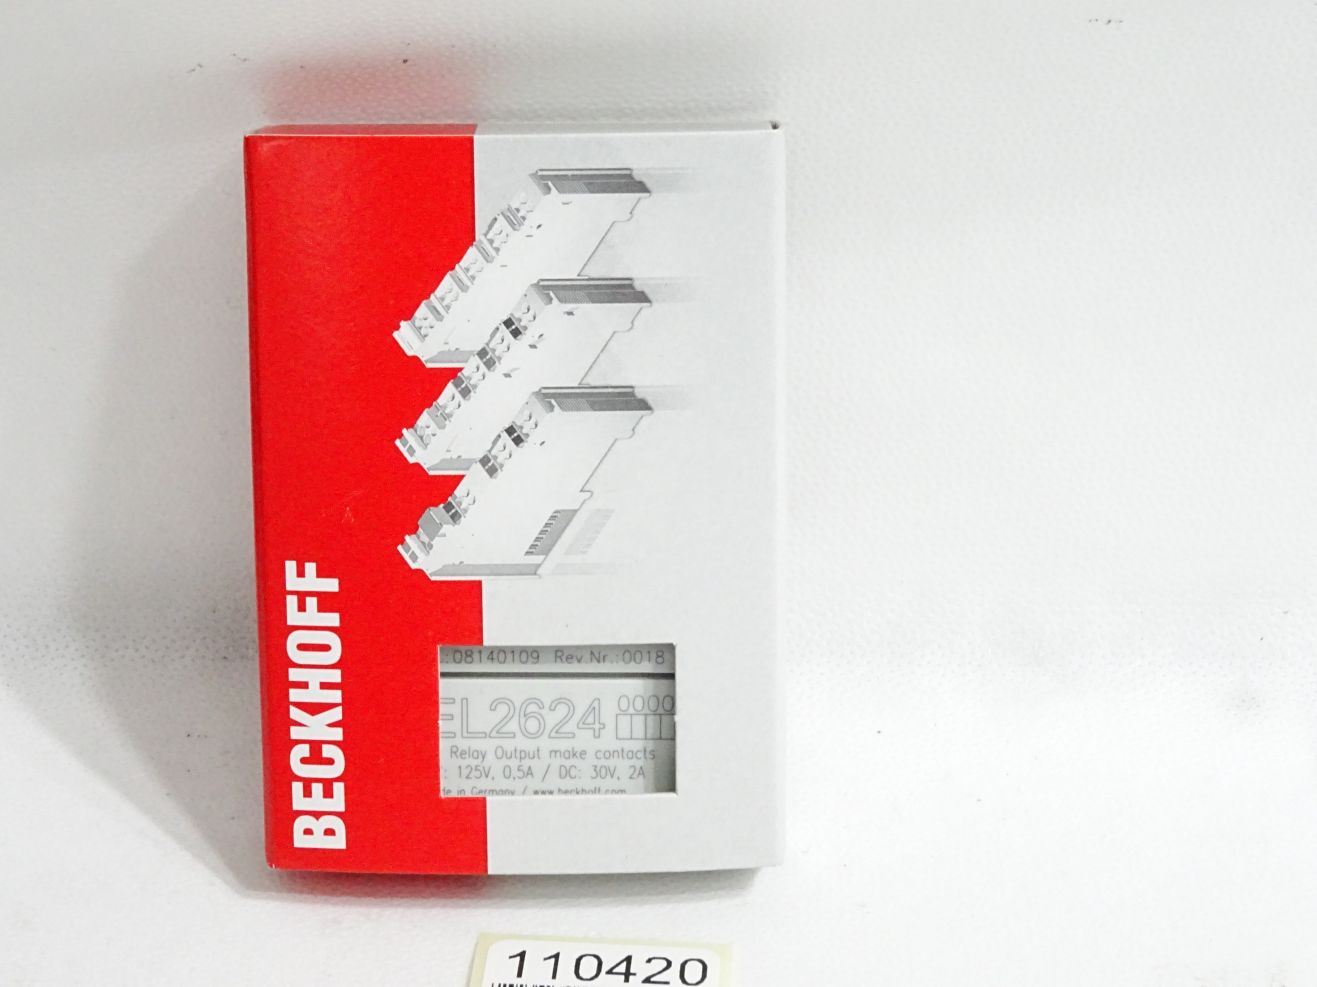 BECKHOFF
:08140109 Rev.Nr.:0018
EL2624
Relay Output make contacts
: 125V, 0,5A / DC: 30V, 2A
in Germany / www.beckhoff.com
110420